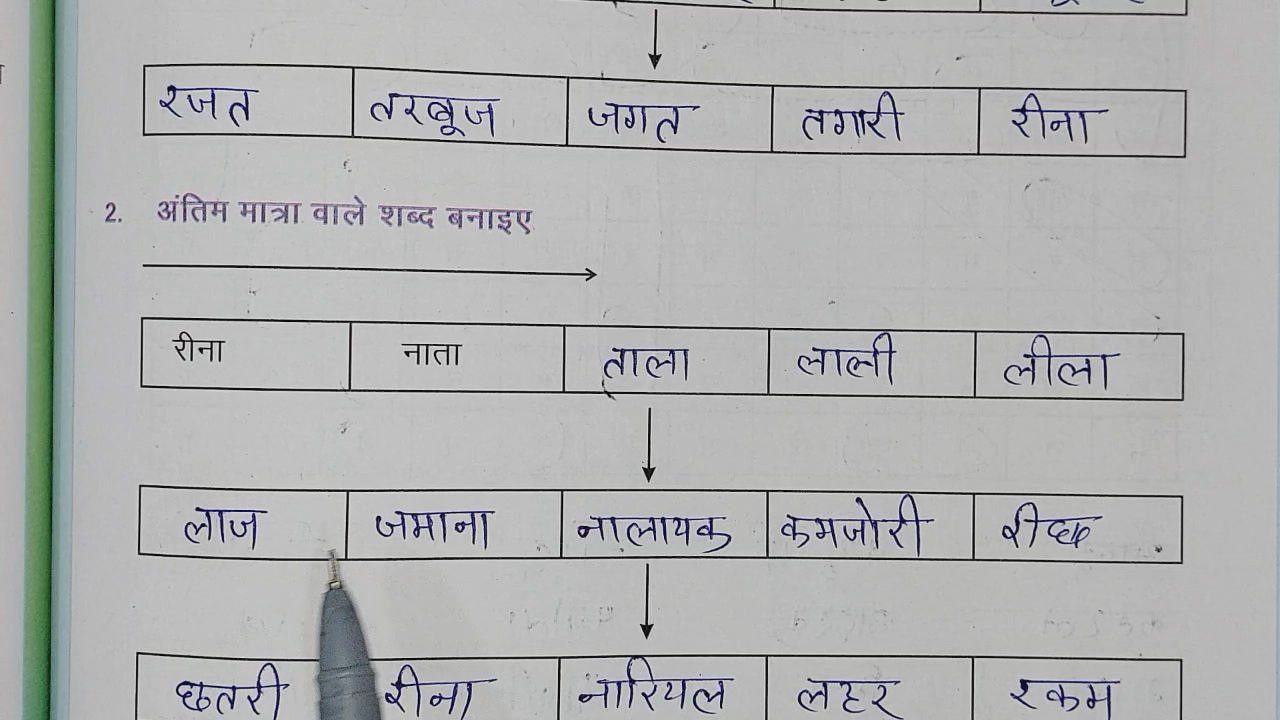 रजत तरबूज जगत तगारी रीना
2. अंतिम मात्रा वाले शब्द बनाइए
रीना नाता ताला लाली लीला
लाज जमाना नालायक कमजोरी रीछ
छतरी रीना नारियल लहर रकम